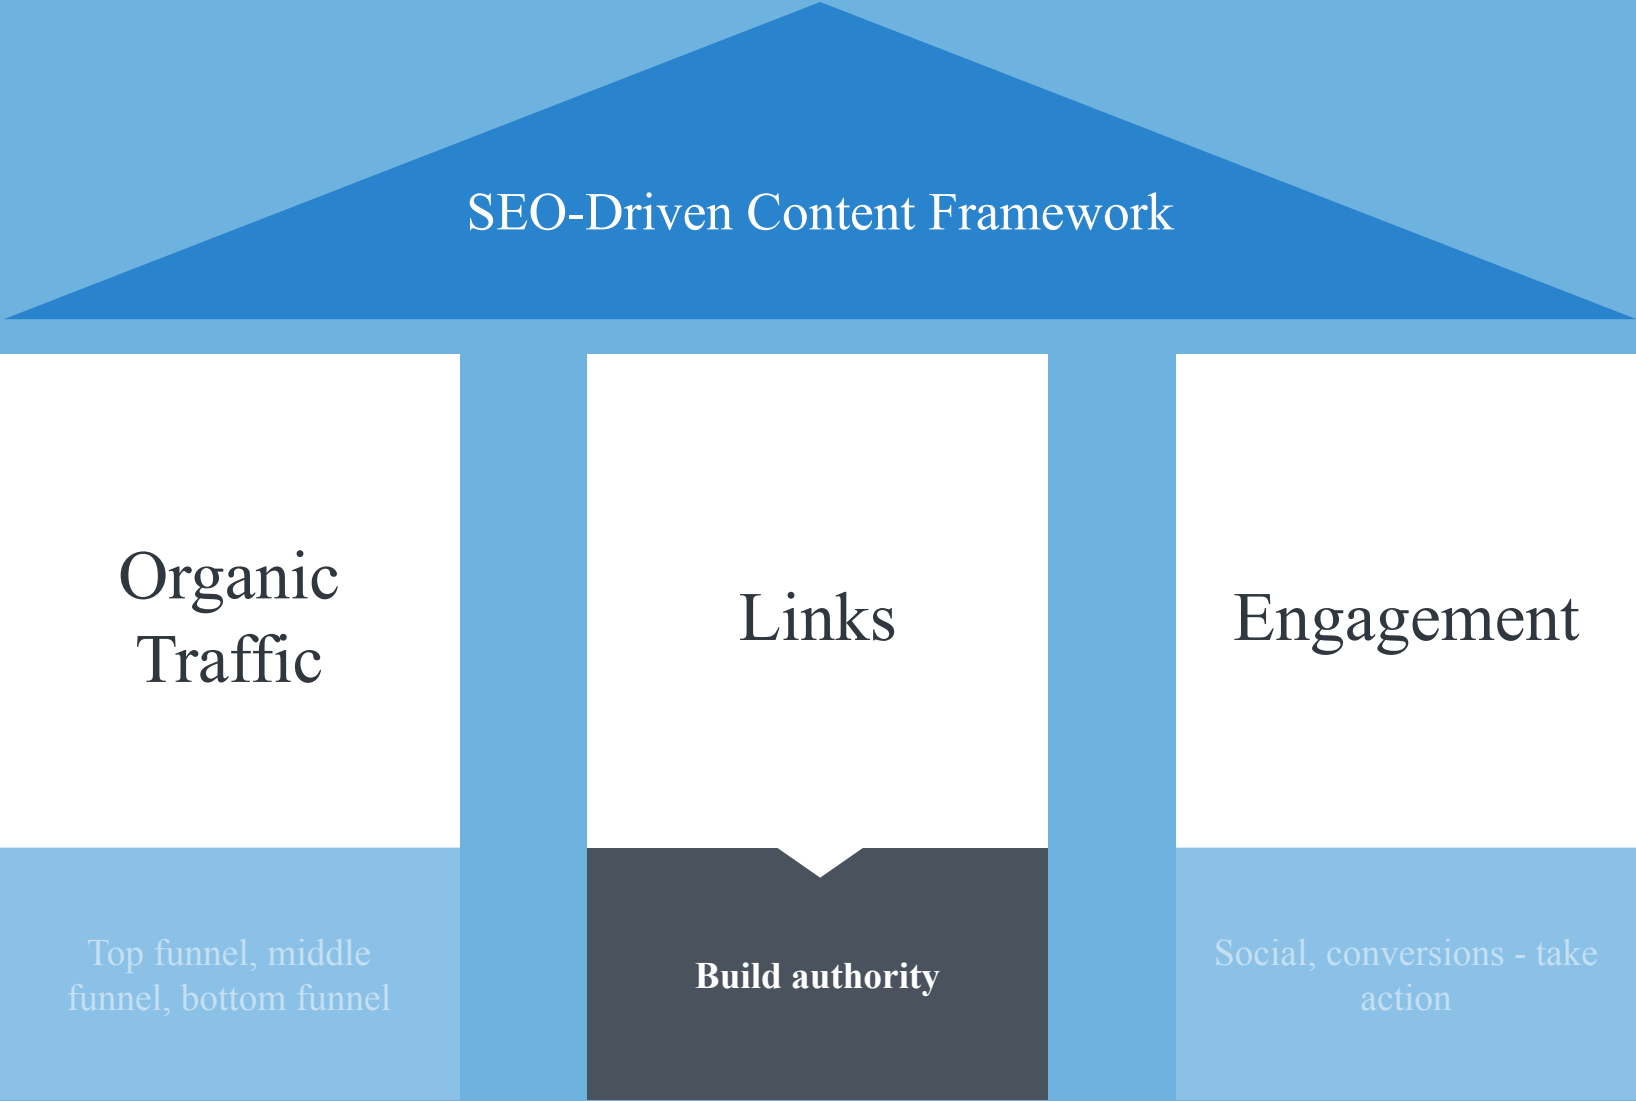 SEO-Driven Content Framework
Organic
Traffic
Links
Engagement
Top funnel, middle
funnel, bottom funnel
Build authority
Social, conversions - take
action